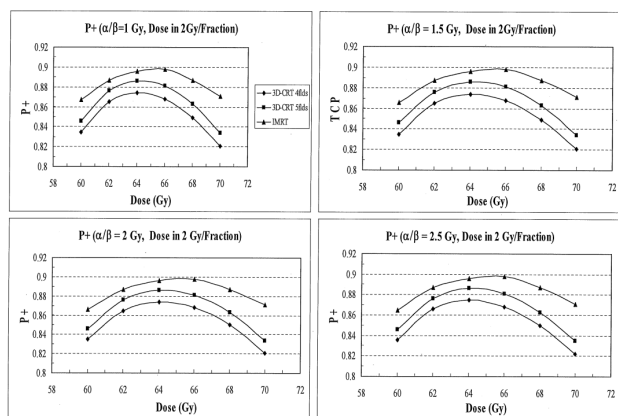 P+ (α/β=1 Gy, Dose in 2Gy/Fraction)
0.92
0.9
0.88
0.86
0.84
0.82
0.8
P+
58 60 62 64 66 68 70 72
Dose (Gy)
3D-CRT 4flds
3D-CRT 5flds
IMRT
P+ (α/β = 1.5 Gy, Dose in 2Gy/Fraction)
0.92
0.9
0.88
0.86
0.84
0.82
0.8
TCP
58 60 62 64 66 68 70 72
Dose (Gy)
P+ (α/β = 2 Gy, Dose in 2 Gy/Fraction)
0.92
0.9
0.88
0.86
0.84
0.82
0.8
P+
58 60 62 64 66 68 70 72
Dose (Gy)
P+ (α/β = 2.5 Gy, Dose in 2 Gy/Fraction)
0.92
0.9
0.88
0.86
0.84
0.82
0.8
P+
58 60 62 64 66 68 70 72
Dose (Gy)